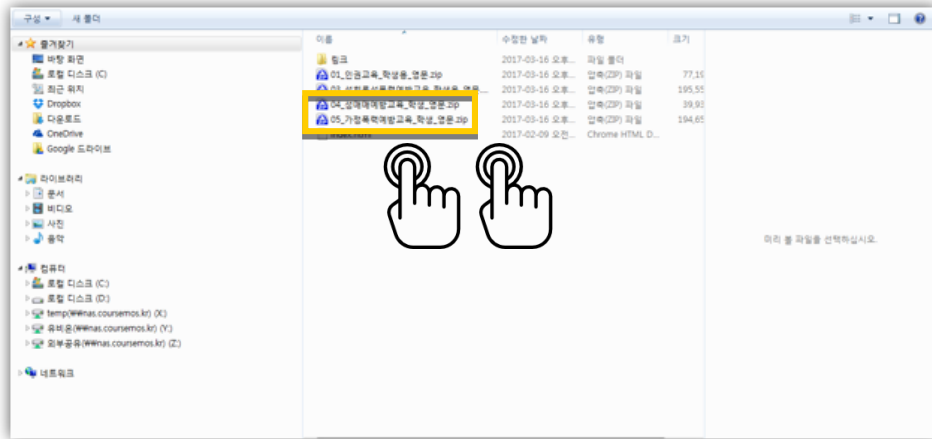 구성 새 폴더
이름 수정한 날짜 유형 크기
즐겨찾기
바탕 화면
로컬 디스크 (C)
최근 위치
Dropbox
다운로드
OneDrive
Google 드라이브
라이브러리
문서
비디오
사진
음악
컴퓨터
로컬 디스크 (C:)
로컬 디스크 (D:)
temp(₩₩nas.coursemos.kr) (X:)
유비온(₩₩nas.coursemos.kr) (Y:)
외부공유(₩₩nas.coursemos.kr) (Z:)
네트워크
링크 2017-03-16 오후... 파일 폴더
01_인권교육_학생용_영문.zip 2017-03-16 오후... 압축(ZIP) 파일 77,19
2017-03-16 오후... 압축(ZIP) 파일 195,55
04_성매매예방교육_학생_영문.zip 2017-03-16 오후... 압축(ZIP) 파일 39,93
05_가정폭력예방교육_학생_영문.zip 2017-03-16 오후... 압축(ZIP) 파일 194,65
index.html 2017-02-09 오전... Chrome HTML D...
미리 볼 파일을 선택하십시오.